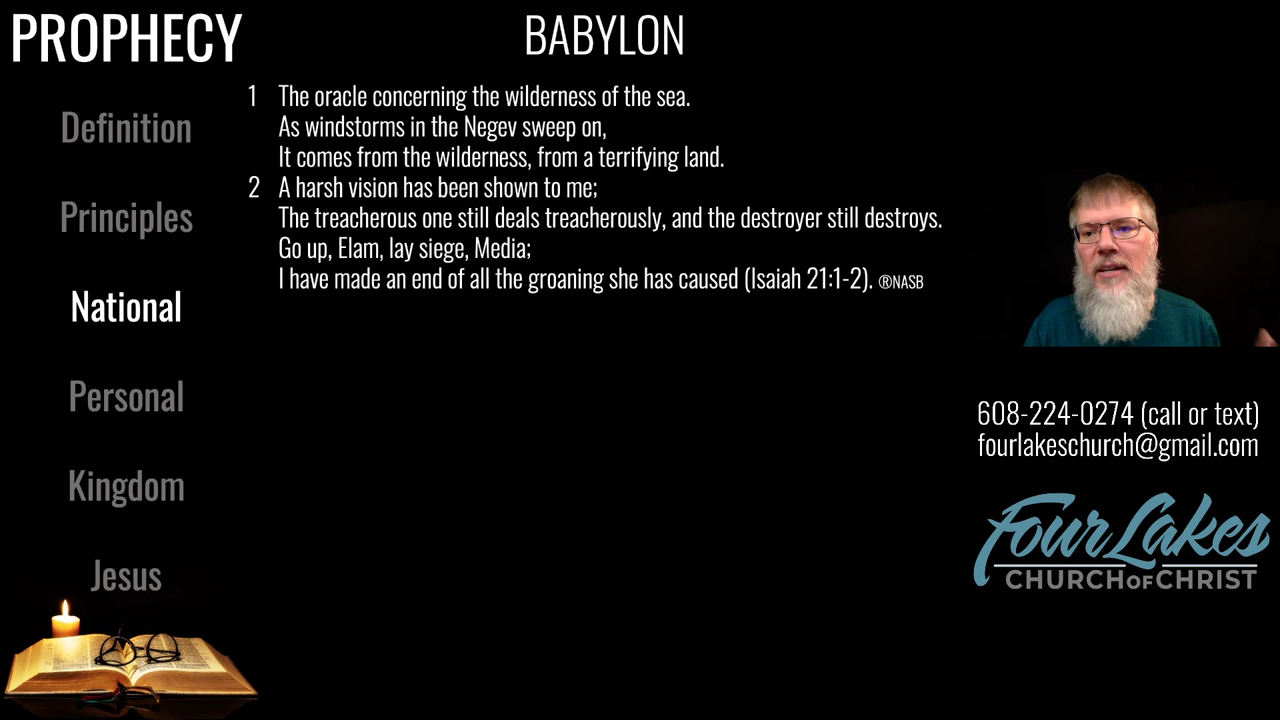 PROPHECY
BABYLON
Definition
Principles
National
Personal
Kingdom
Jesus
1 The oracle concerning the wilderness of the sea.
As windstorms in the Negev sweep on,
It comes from the wilderness, from a terrifying land.
2 A harsh vision has been shown to me;
The treacherous one still deals treacherously, and the destroyer still destroys.
Go up, Elam, lay siege, Media;
I have made an end of all the groaning she has caused (Isaiah 21:1-2). ®NASB
608-224-0274 (call or text)
fourlakeschurch@gmail.com
Four Lakes
CHURCH OF CHRIST